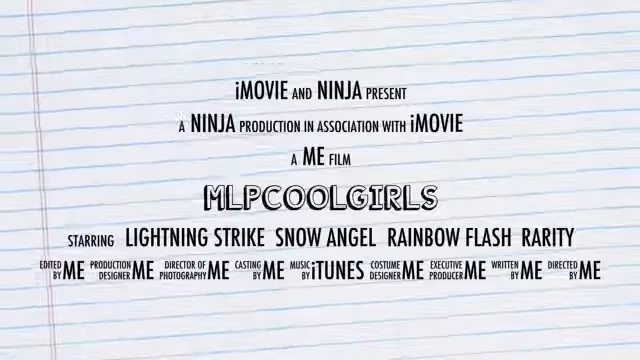 iMOVIE AND NINJA PRESENT
A NINJA PRODUCTION IN ASSOCIATION WITH iMOVIE
A ME FILM
MLPCOOLGIRLS
STARRING LIGHTNING STRIKE SNOW ANGEL RAINBOW FLASH RARITY
EDITED BY ME PRODUCTION DESIGNER ME DIRECTOR OF PHOTOGRAPHY ME CASTING BY ME MUSIC BY iTUNES COSTUME DESIGNER ME EXECUTIVE PRODUCER ME WRITTEN BY ME DIRECTED BY ME